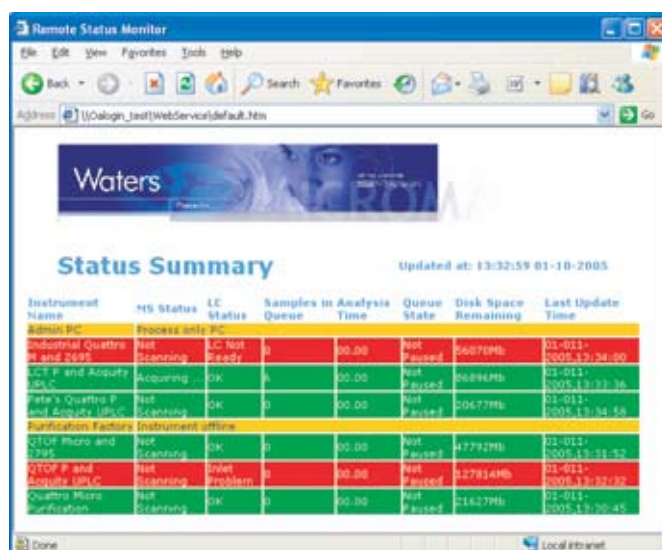 Remote Status Monitor
File Edit View Favorites Tools Help
Back Search Favorites
Address \\Oalogin_test\WebService\default.htm Go
Waters
MICROMA
Status Summary
Updated at: 13:32:59 01-10-2005
Instrument Name MS Status LC Status Samples in Queue Analysis Time Queue State Disk Space Remaining Last Update Time
Admin PC Process only PC
Industrial Quattro M and 2695 Not Scanning LC Not Ready 0 00.00 Not Paused 56070Mb 01-011-2005,13:34:00
LCT P and Acquity UPLC Acquiring ... OK 6 00.00 Not Paused 86896Mb 01-011-2005,13:33:36
Pete's Quattro P and Acquity UPLC Not Scanning OK 0 00.00 Not Paused 20677Mb 01-011-2005,13:34:58
Purification Factory Instrument offline
QTOF Micro and 2795 Not Scanning OK 0 00.00 Not Paused 47792Mb 01-011-2005,13:31:52
QTOF P and Acquity UPLC Not Scanning Inlet Problem 0 00.00 Not Paused 127814Mb 01-011-2005,13:32:32
Quattro Micro Purification Not Scanning OK 0 00.00 Not Paused 21627Mb 01-011-2005,13:30:45
Done Local intranet